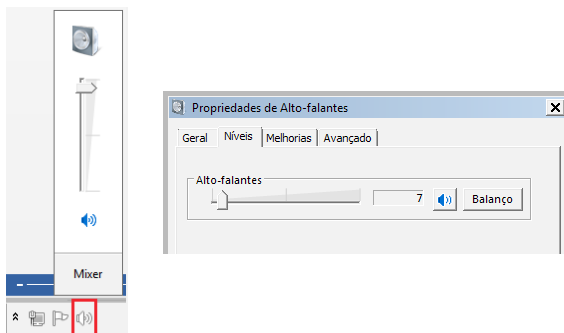 Mixer
Propriedades de Alto-falantes
Geral Níveis Melhorias Avançado
Alto-falantes
7 Balanço